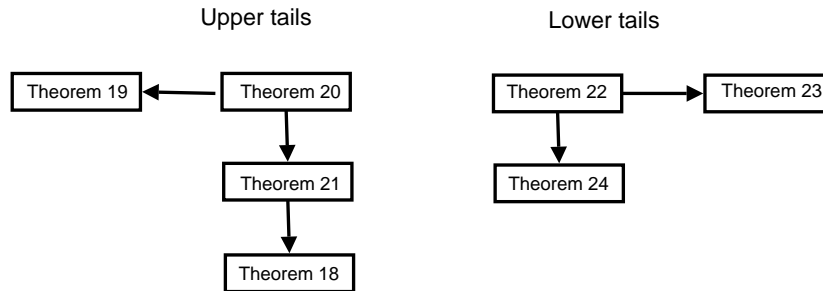 Upper tails
Lower tails
Theorem 19
Theorem 20
Theorem 22
Theorem 23
Theorem 21
Theorem 24
Theorem 18